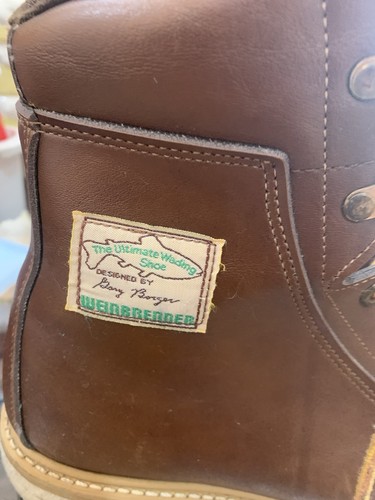 The Ultimate Wading
Shoe
DESIGNED BY
Gary Borger
WEINBRENNER